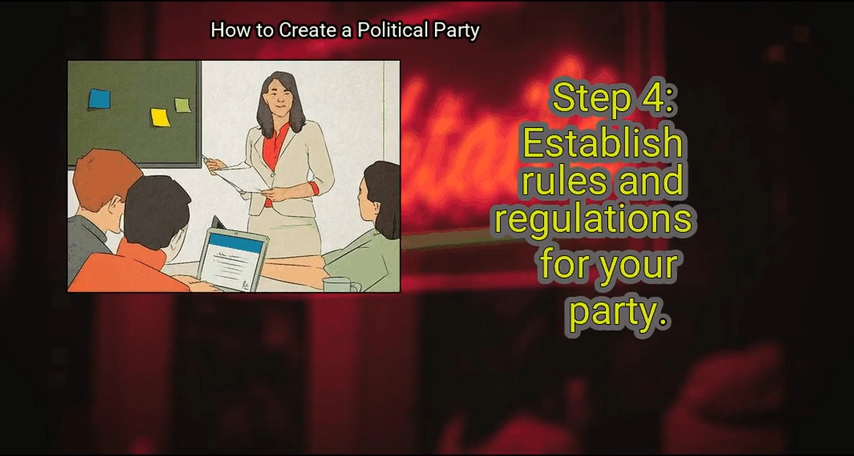 How to Create a Political Party
Step 4:
Establish
rules and
regulations
for your
party.